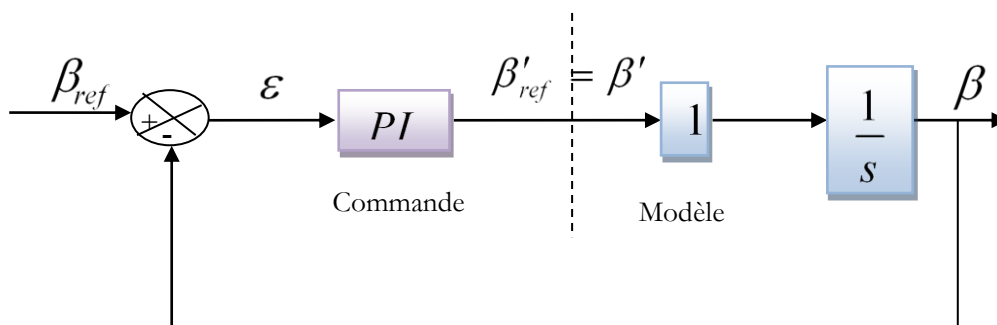 β_ref
+
-
ε
PI
Commande
β'_ref = β'
1
Modèle
1/s
β